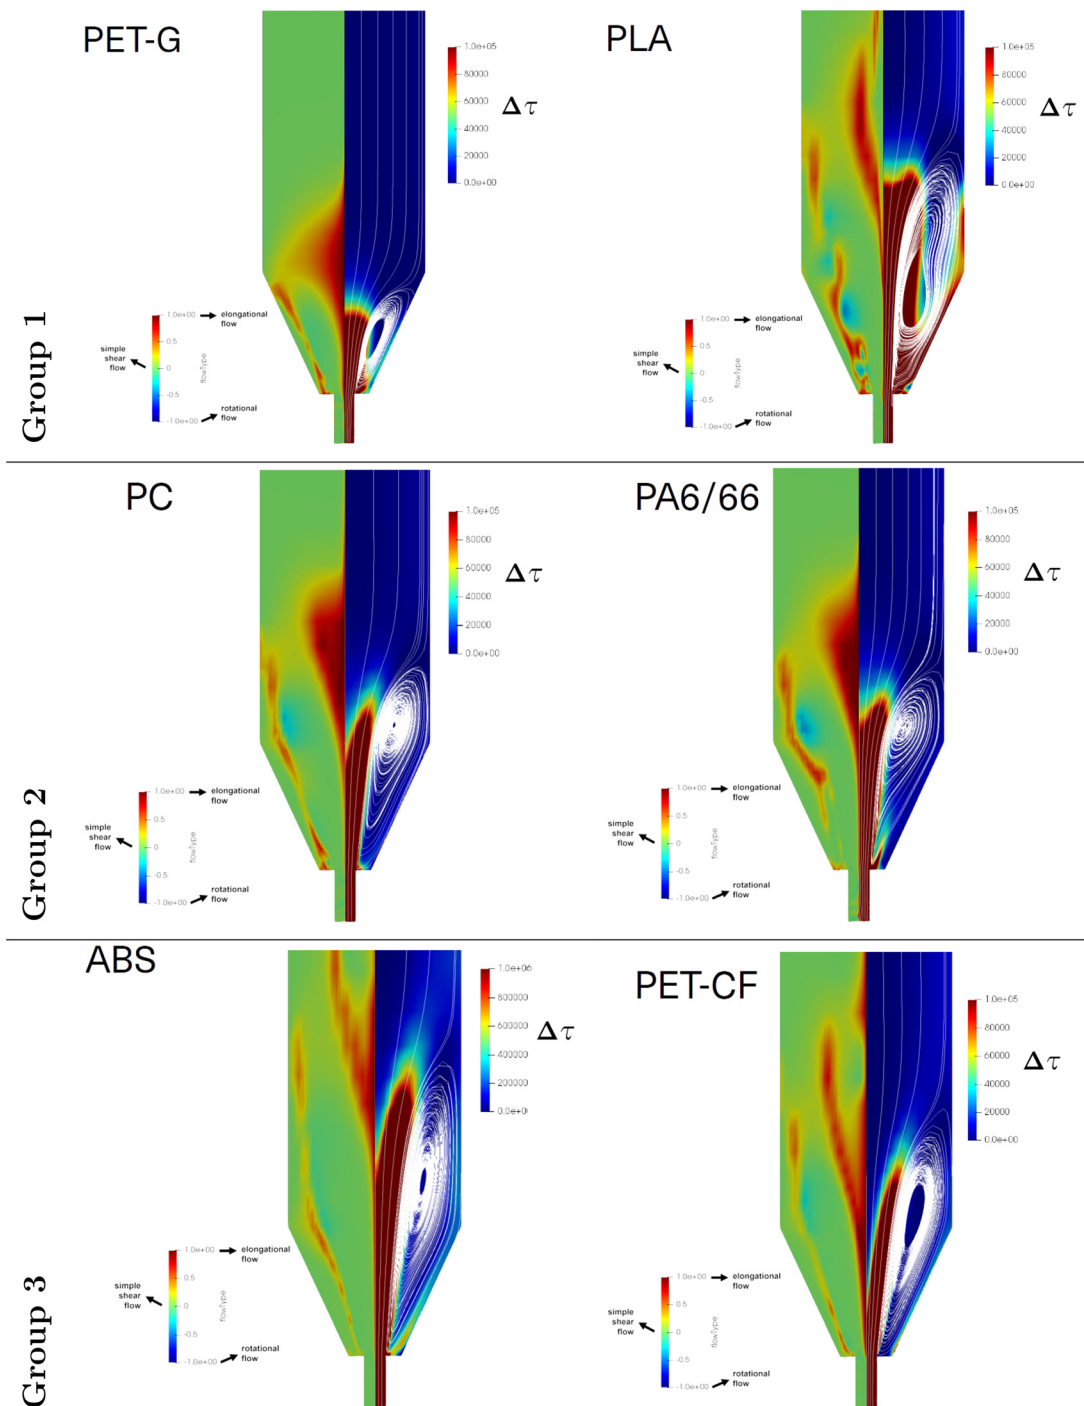 PET-G
1.0e+05
80000
60000
40000
20000
0.0e+00
Δτ
PLA
1.0e+05
80000
60000
40000
20000
0.0e+00
Δτ
Group 1
1.0e+00
0.5
0
-0.5
-1.0e+00
flowType
elongational
flow
simple
shear
flow
rotational
flow
1.0e+00
0.5
0
-0.5
-1.0e+00
flowType
elongational
flow
simple
shear
flow
rotational
flow
PC
1.0e+05
80000
60000
40000
20000
0.0e+00
Δτ
PA6/66
1.0e+05
80000
60000
40000
20000
0.0e+00
Δτ
Group 2
1.0e+00
0.5
0
-0.5
-1.0e+00
flowType
elongational
flow
simple
shear
flow
rotational
flow
1.0e+00
0.5
0
-0.5
-1.0e+00
flowType
elongational
flow
simple
shear
flow
rotational
flow
ABS
1.0e+06
800000
600000
400000
200000
0.0e+0
Δτ
PET-CF
1.0e+05
80000
60000
40000
20000
0.0e+00
Δτ
Group 3
1.0e+00
0.5
0
-0.5
-1.0e+00
flowType
elongational
flow
simple
shear
flow
rotational
flow
1.0e+00
0.5
0
-0.5
-1.0e+00
flowType
elongational
flow
simple
shear
flow
rotational
flow